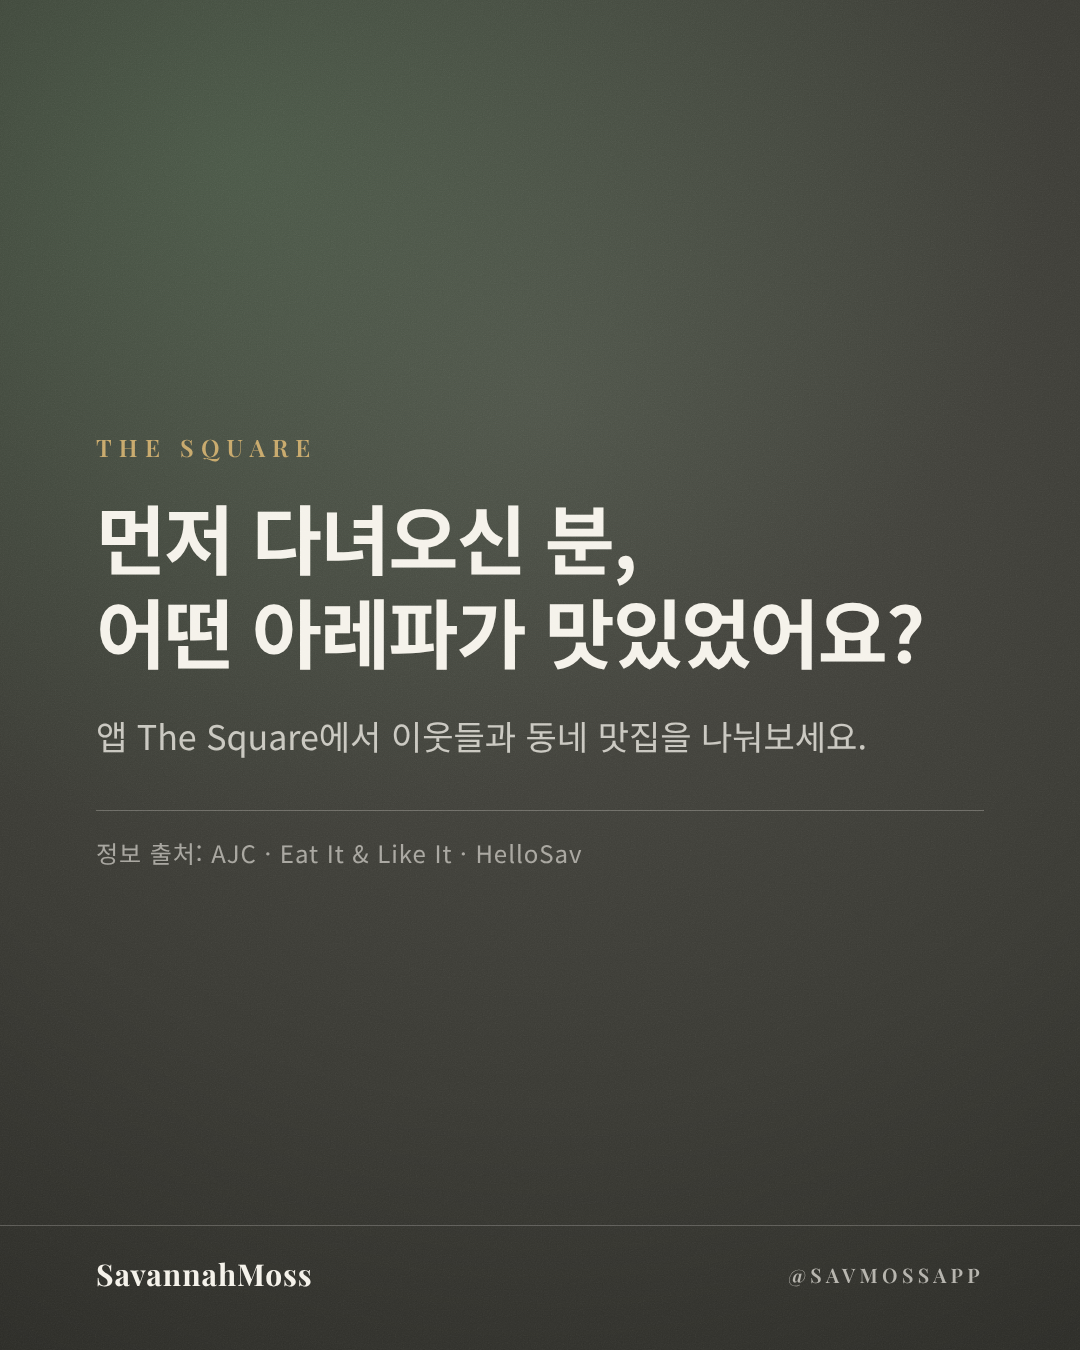 THE SQUARE
먼저 다녀오신 분,
어떤 아레파가 맛있었어요?
앱 The Square에서 이웃들과 동네 맛집을 나눠보세요.
정보 출처: AJC · Eat It & Like It · HelloSav
SavannahMoss
@SAVMOSSAPP